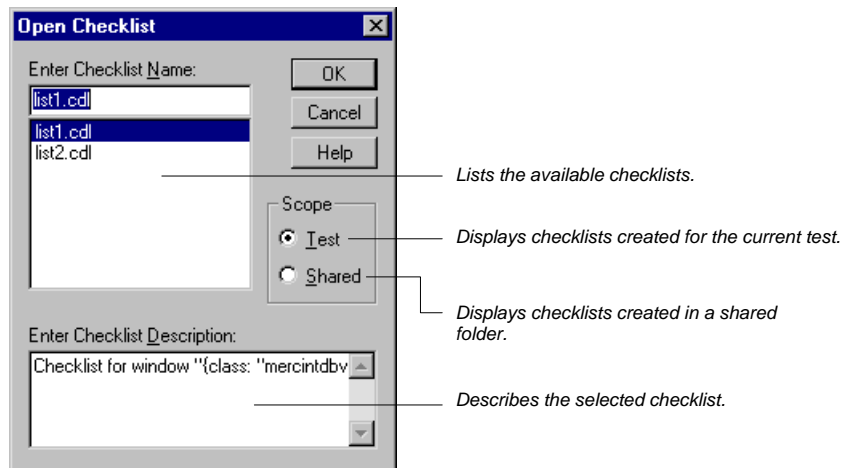 Open Checklist
Enter Checklist Name:
list1.cdl
list1.cdl
list2.cdl
OK
Cancel
Help
Lists the available checklists.
Scope
Test
Displays checklists created for the current test.
Shared
Displays checklists created in a shared
folder.
Enter Checklist Description:
Checklist for window "{class: "mercintdbv
Describes the selected checklist.